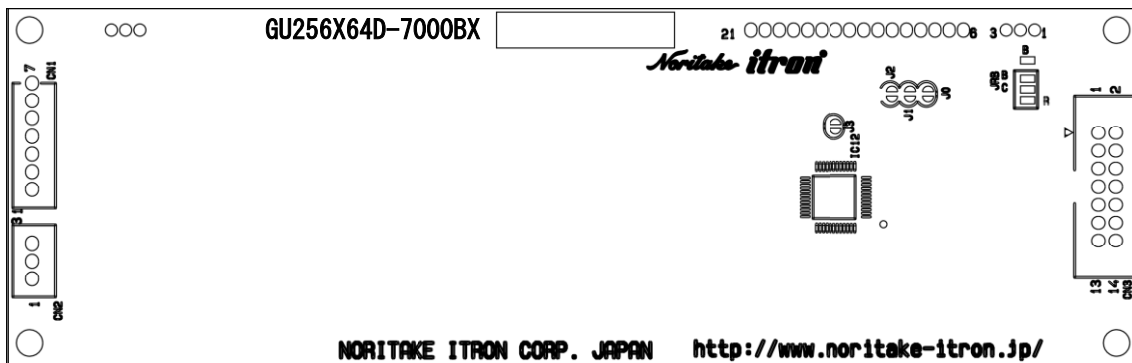 GU256X64D-7000BX
21
6
3
1
Noritake itron
7
CN1
B
J2
JRB
B
C
R
J0
J1
J3
IC12
1
2
1
3
1
CN2
13
14
CN3
NORITAKE ITRON CORP. JAPAN
http://www.noritake-itron.jp/